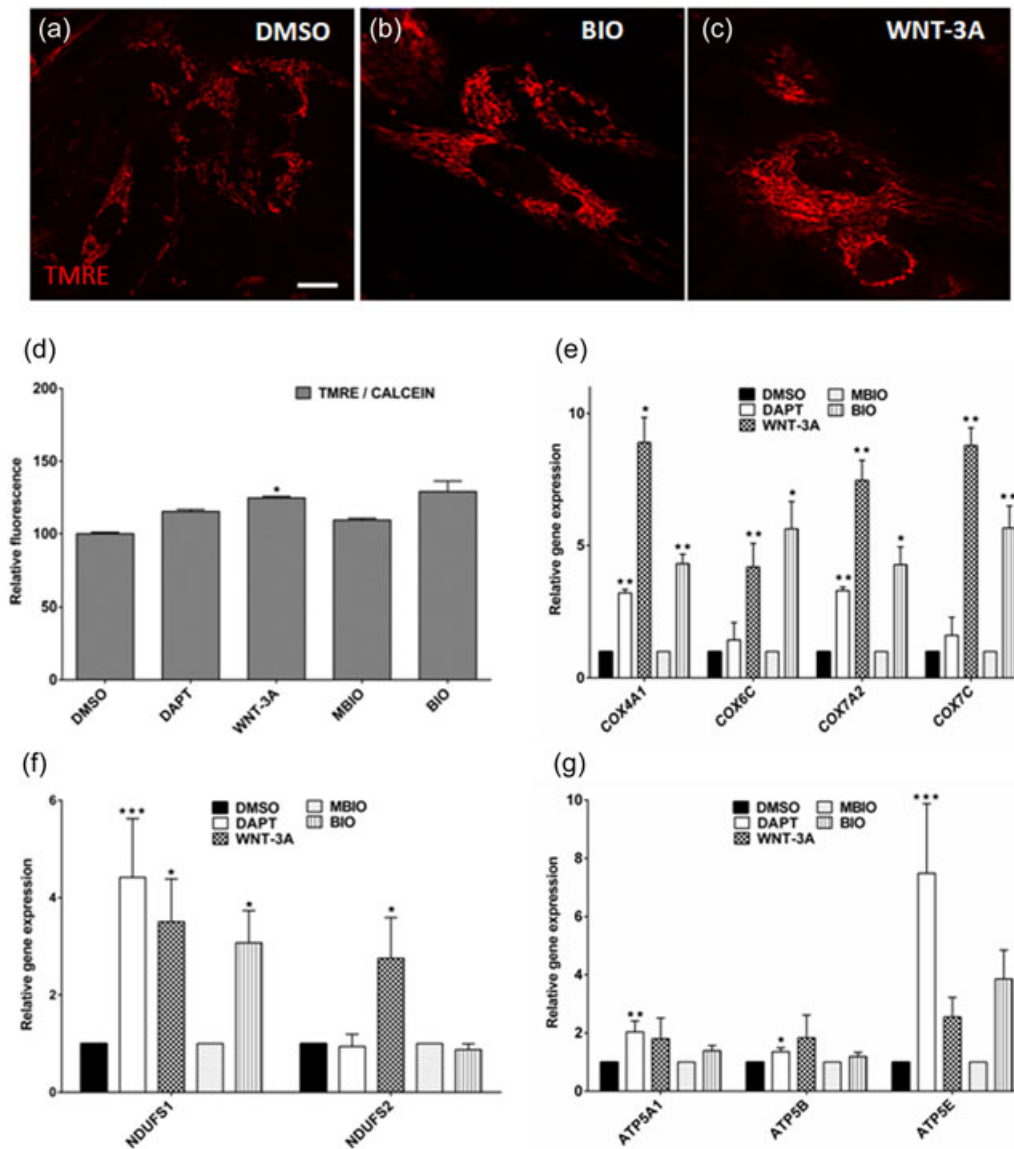 (a) DMSO
(b) BIO
(c) WNT-3A
TMRE
(d)
TMRE / CALCEIN
Relative fluorescence
200
150
100
50
0
*
DMSO DAPT WNT-3A MBIO BIO
(e)
DMSO MBIO
DAPT BIO
WNT-3A
Relative gene expression
10
5
0
** * **
** *
** ** *
** **
COX4A1 COX6C COX7A2 COX7C
(f)
DMSO MBIO
DAPT BIO
WNT-3A
Relative gene expression
6
4
2
0
*** * *
*
NDUFS1 NDUFS2
(g)
DMSO MBIO
DAPT BIO
WNT-3A
Relative gene expression
10
8
6
4
2
0
**
*
***
ATP5A1 ATP5B ATP5E